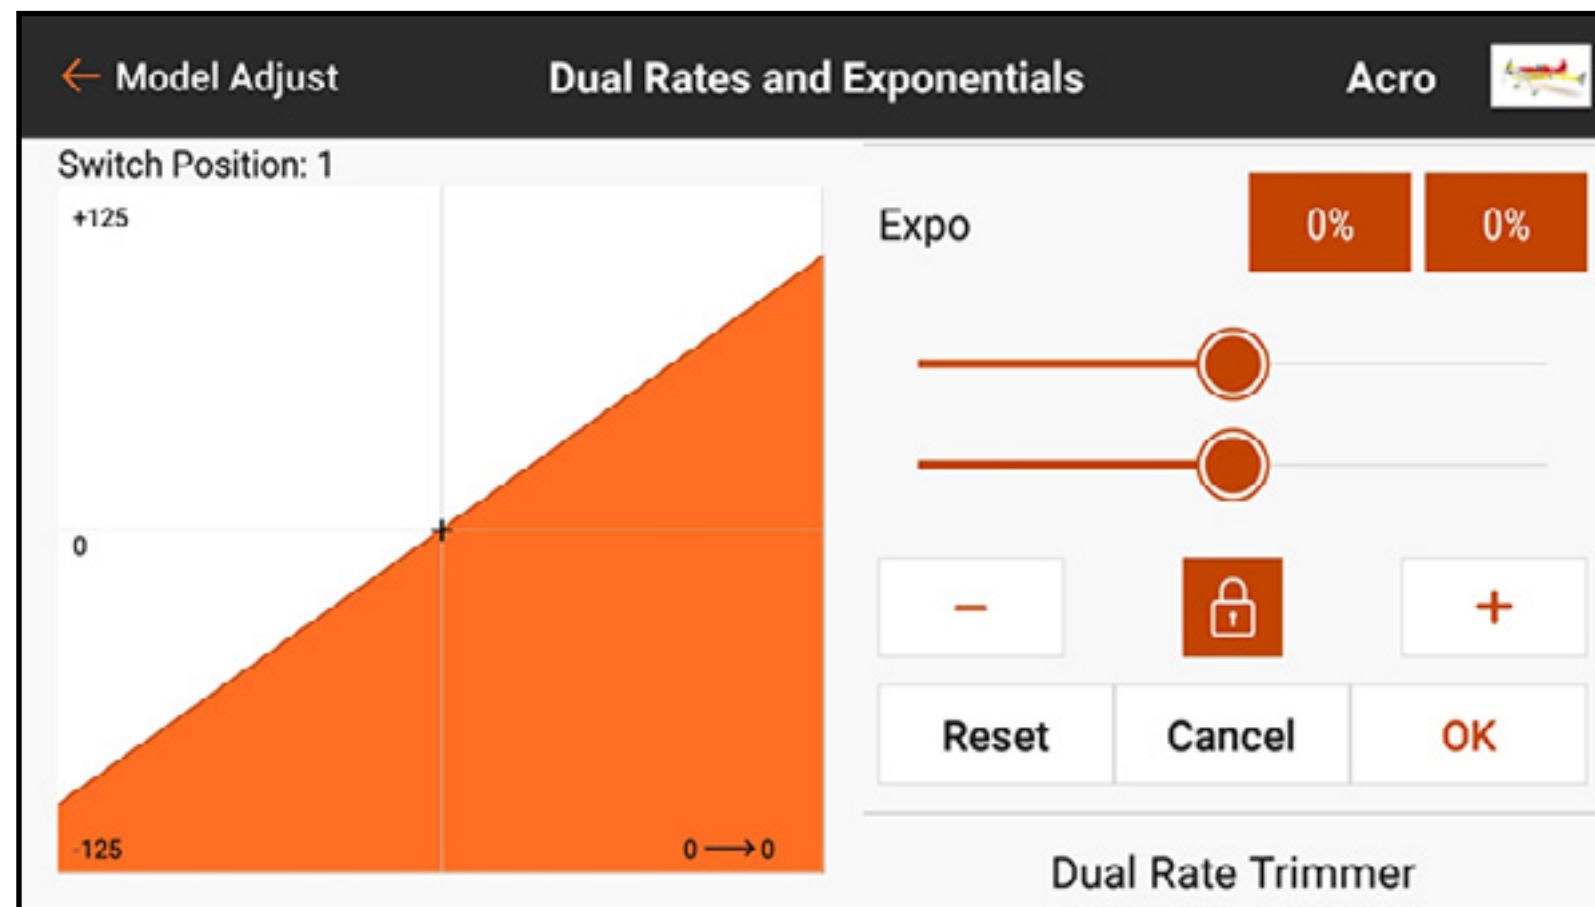 ← Model Adjust
Dual Rates and Exponentials
Acro
Switch Position: 1
+125
0
-125
0 → 0
Expo
0%
0%
−
+
Reset
Cancel
OK
Dual Rate Trimmer